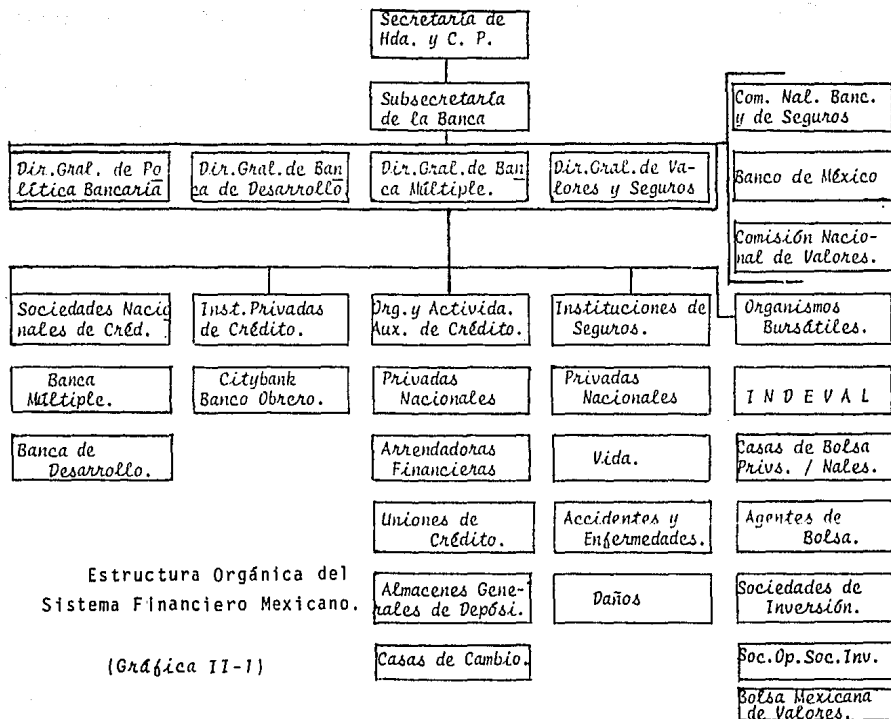 Secretaría de
Hda. y C. P.
Subsecretaría
de la Banca
Com. Nal. Banc.
y de Seguros
Banco de México
Comisión Nacio-
nal de Valores.
Dir.Gral. de Po
lítica Bancaria
Dir.Gral.de Ban
ca de Desarrollo
Dir.Gral.de Ban
ca Múltiple.
Dir.Gral.de Va-
lores y Seguros
Sociedades Nacio
nales de Créd.
Banca
Múltiple.
Banca de
Desarrollo.
Inst.Privadas
de Crédito.
Citybank
Banco Obrero.
Org.y Activida.
Aux. de Crédito.
Privadas
Nacionales
Arrendadoras
Financieras
Uniones de
Crédito.
Almacenes Gene-
rales de Depósi.
Casas de Cambio.
Instituciones de
Seguros.
Privadas
Nacionales
Vida.
Accidentes y
Enfermedades.
Daños
Organismos
Bursátiles.
I N D E V A L
Casas de Bolsa
Privs. / Nales.
Agentes de
Bolsa.
Sociedades de
Inversión.
Soc.Op.Soc.Inv.
Bolsa Mexicana
de Valores.
Estructura Orgánica del
Sistema Financiero Mexicano.
(Gráfica II-1)